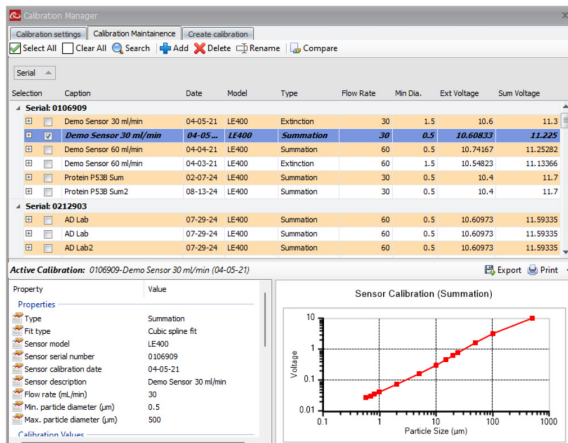 Calibration Manager
Calibration settings Calibration Maintainence Create calibration
Select All Clear All Search Add Delete Rename Compare
Serial
Selection Caption Date Model Type Flow Rate Min Dia. Ext Voltage Sum Voltage
Serial: 0106909
Demo Sensor 30 ml/min 04-05-21 LE400 Extinction 30 1.5 10.6 11.3
Demo Sensor 30 ml/min 04-05... LE400 Summation 30 0.5 10.60833 11.225
Demo Sensor 60 ml/min 04-04-21 LE400 Summation 60 0.5 10.74167 11.25282
Demo Sensor 60 ml/min 04-03-21 LE400 Extinction 60 1.5 10.54823 11.13366
Protein P53B Sum 02-07-24 LE400 Summation 30 0.5 10.4 11.7
Protein P53B Sum2 08-13-24 LE400 Summation 30 0.5 10.4 11.7
Serial: 0212903
AD Lab 07-29-24 LE400 Summation 60 0.5 10.60973 11.59335
AD Lab 07-29-24 LE400 Summation 60 0.5 10.60973 11.59335
AD Lab2 07-29-24 LE400 Summation 60 0.5 10.60973 11.59335
Active Calibration: 0106909-Demo Sensor 30 ml/min (04-05-21) Export Print
Property Value
Properties
Type Summation
Fit type Cubic spline fit
Sensor model LE400
Sensor serial number 0106909
Sensor calibration date 04-05-21
Sensor description Demo Sensor 30 ml/min
Flow rate (mL/min) 30
Min. particle diameter (µm) 0.5
Max. particle diameter (µm) 500
Calibration Values
Sensor Calibration (Summation)
Voltage
10
1
0.1
0.01
0.1 1 10 100 1000
Particle Size (µm)